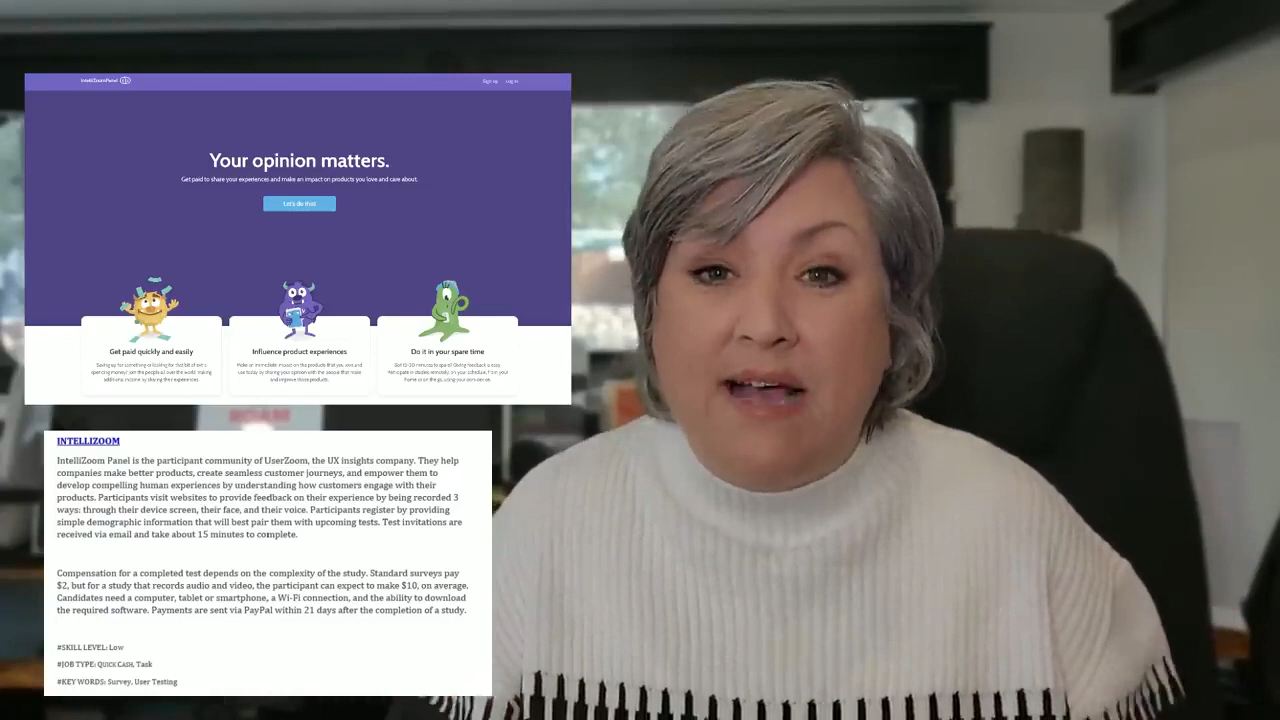 IntelliZoomPanel
Sign up Log in
Your opinion matters.
Get paid to share your experiences and make an impact on products you love and care about.
Let's do this!
Get paid quickly and easily
Influence product experiences
Do it in your spare time
INTELLIZOOM
IntelliZoom Panel is the participant community of UserZoom, the UX insights company. They help
companies make better products, create seamless customer journeys, and empower them to
develop compelling human experiences by understanding how customers engage with their
products. Participants visit websites to provide feedback on their experience by being recorded 3
ways: through their device screen, their face, and their voice. Participants register by providing
simple demographic information that will best pair them with upcoming tests. Test invitations are
received via email and take about 15 minutes to complete.
Compensation for a completed test depends on the complexity of the study. Standard surveys pay
$2, but for a study that records audio and video, the participant can expect to make $10, on average.
Candidates need a computer, tablet or smartphone, a Wi-Fi connection, and the ability to download
the required software. Payments are sent via PayPal within 21 days after the completion of a study.
#SKILL LEVEL: Low
#JOB TYPE: QUICK CASH, Task
#KEY WORDS: Survey, User Testing